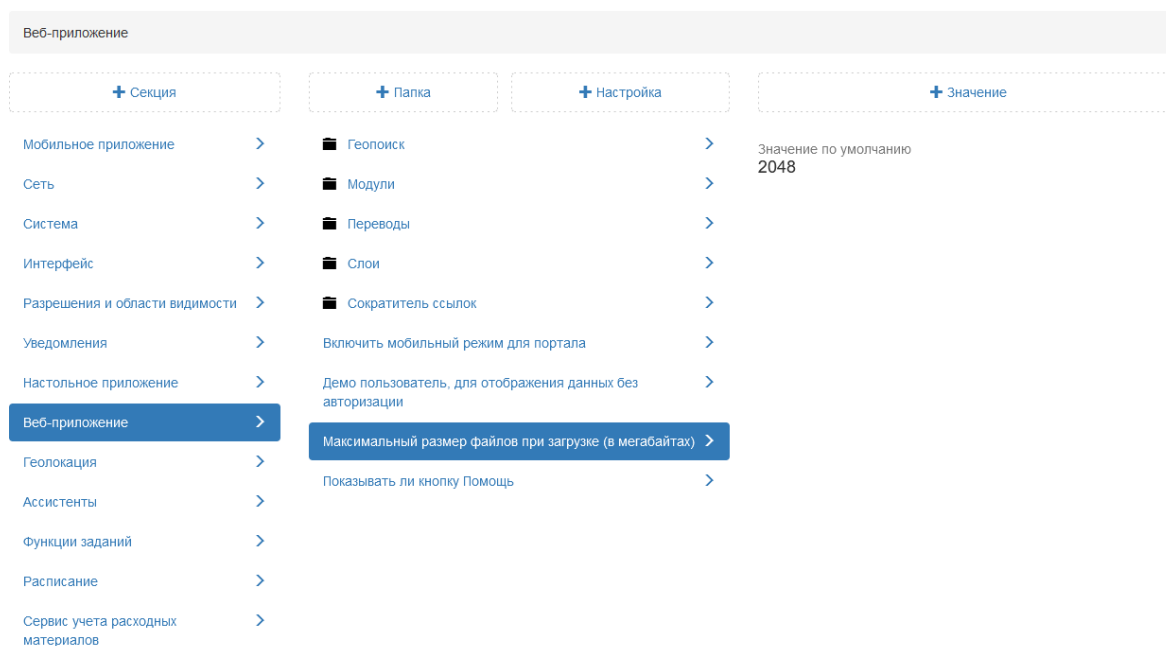 Веб-приложение
Секция
Папка
Настройка
Значение
Мобильное приложение
Сеть
Система
Интерфейс
Разрешения и области видимости
Уведомления
Настольное приложение
Веб-приложение
Геолокация
Ассистенты
Функции заданий
Расписание
Сервис учета расходных
материалов
Геопоиск
Модули
Переводы
Слои
Сократитель ссылок
Включить мобильный режим для портала
Демо пользователь, для отображения данных без
авторизации
Максимальный размер файлов при загрузке (в мегабайтах)
Показывать ли кнопку Помощь
Значение по умолчанию
2048